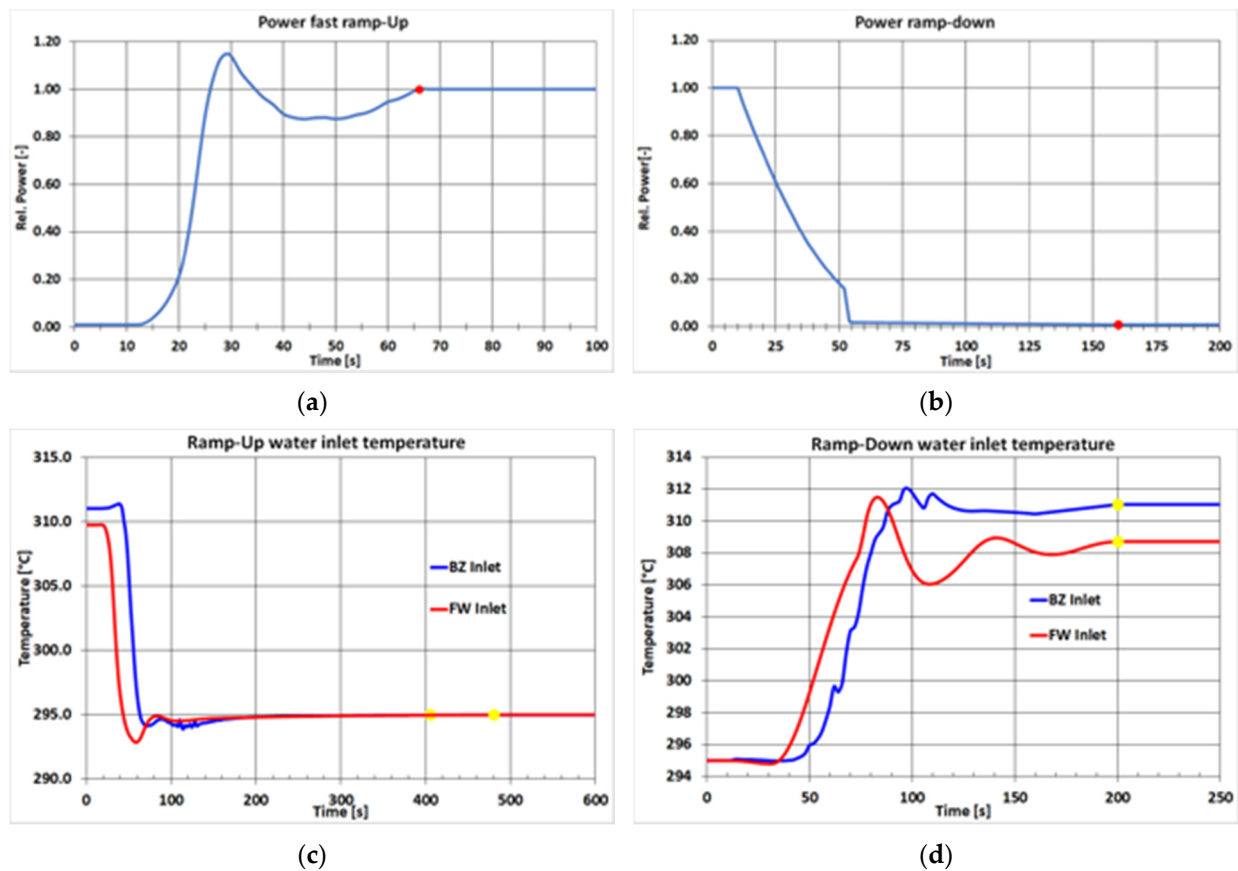 Power fast ramp-Up
1.20
1.00
0.80
0.60
0.40
0.20
0.00
Rel. Power [-]
0 10 20 30 40 50 60 70 80 90 100
Time [s]
(a)
Power ramp-down
1.20
1.00
0.80
0.60
0.40
0.20
0.00
Rel. Power[-]
0 25 50 75 100 125 150 175 200
Time [s]
(b)
Ramp-Up water inlet temperature
315.0
310.0
305.0
300.0
295.0
290.0
Temperature [°C]
BZ Inlet
FW Inlet
0 100 200 300 400 500 600
Time [s]
(c)
Ramp-Down water inlet temperature
314
312
310
308
306
304
302
300
298
296
294
Temperature [°C]
BZ Inlet
FW Inlet
0 50 100 150 200 250
Time [s]
(d)